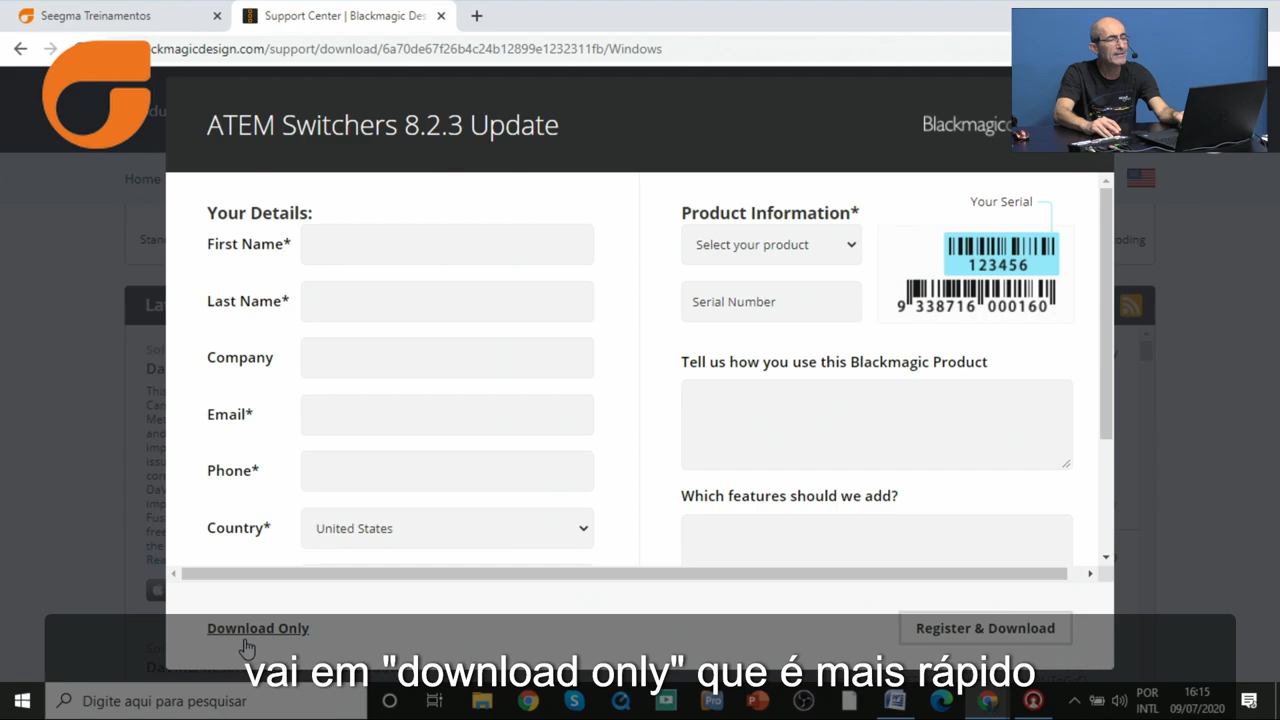 Seegma Treinamentos
Support Center | Blackmagic Des
ckmagicdesign.com/support/download/6a70de67f26b4c24b12899e1232311fb/Windows
ATEM Switchers 8.2.3 Update
Blackmagic
Home
Your Details:
First Name*
Last Name*
Company
Email*
Phone*
Country*
United States
Product Information*
Your Serial
Select your product
123456
Serial Number
9 338716 000160
Tell us how you use this Blackmagic Product
Which features should we add?
Download Only
Register & Download
vai em "download only" que é mais rápido
Digite aqui para pesquisar
POR
INTL
16:15
09/07/2020